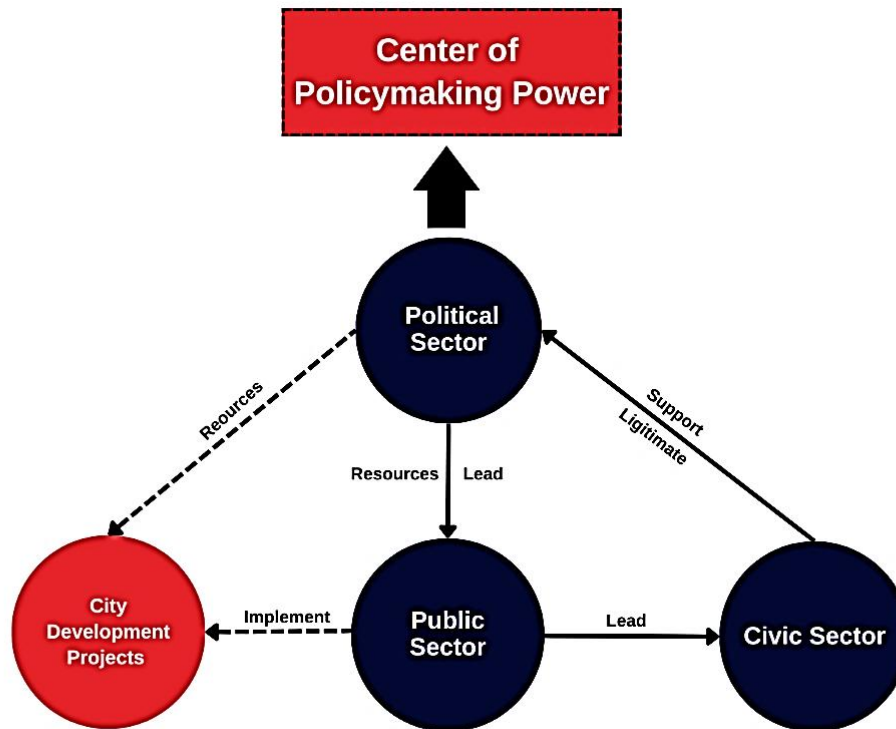 Center of
Policymaking Power
Political
Sector
Reources
Support
Ligitimate
Resources
Lead
City
Development
Projects
Implement
Public
Sector
Lead
Civic Sector